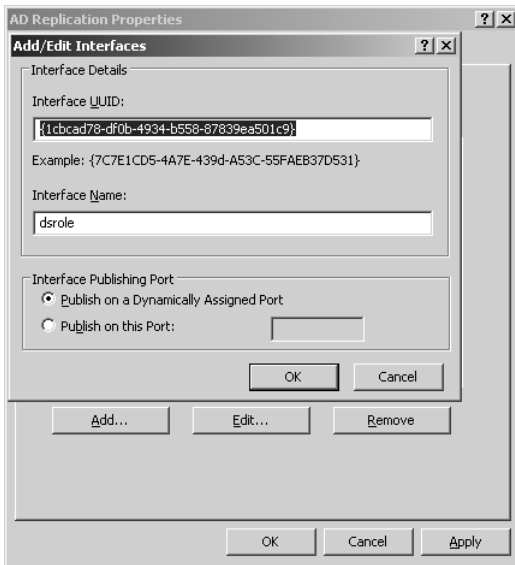 AD Replication Properties
Add/Edit Interfaces
Interface Details
Interface UUID:
{1cbcad78-df0b-4934-b558-87839ea501c9}
Example: {7C7E1CD5-4A7E-439d-A53C-55FAEB37D531}
Interface Name:
dsrole
Interface Publishing Port
Publish on a Dynamically Assigned Port
Publish on this Port:
OK Cancel
Add... Edit... Remove
OK Cancel Apply